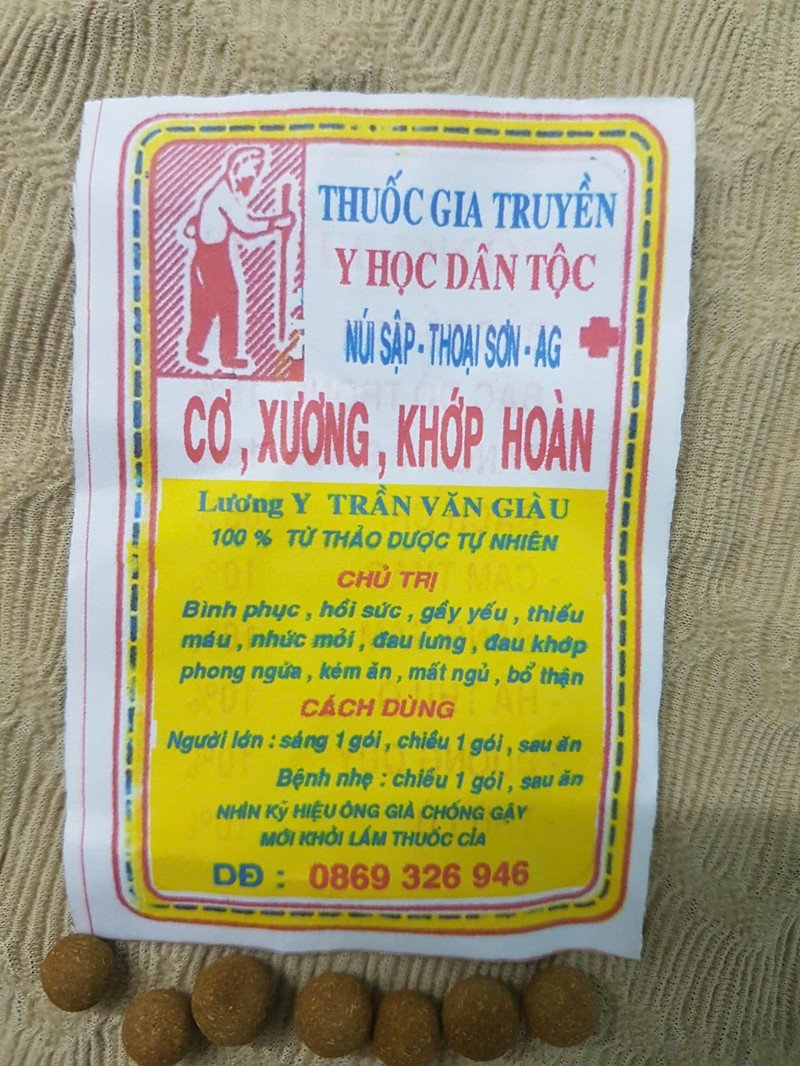 THUỐC GIA TRUYỀN
Y HỌC DÂN TỘC
NÚI SẬP - THOẠI SƠN - AG
CƠ , XƯƠNG , KHỚP HOÀN
Lương Y TRẦN VĂN GIÀU
100 % TỪ THẢO DƯỢC TỰ NHIÊN
CHỦ TRỊ
Bình phục , hồi sức , gầy yếu , thiếu
máu , nhức mỏi , đau lưng , đau khớp
phong ngứa , kém ăn , mất ngủ , bổ thận
CÁCH DÙNG
Người lớn : sáng 1 gói , chiều 1 gói , sau ăn
Bệnh nhẹ : chiều 1 gói , sau ăn
NHÌN KỸ HIỆU ÔNG GIÀ CHỐNG GẬY
MỚI KHỎI LẦM THUỐC CỦA
DĐ : 0869 326 946